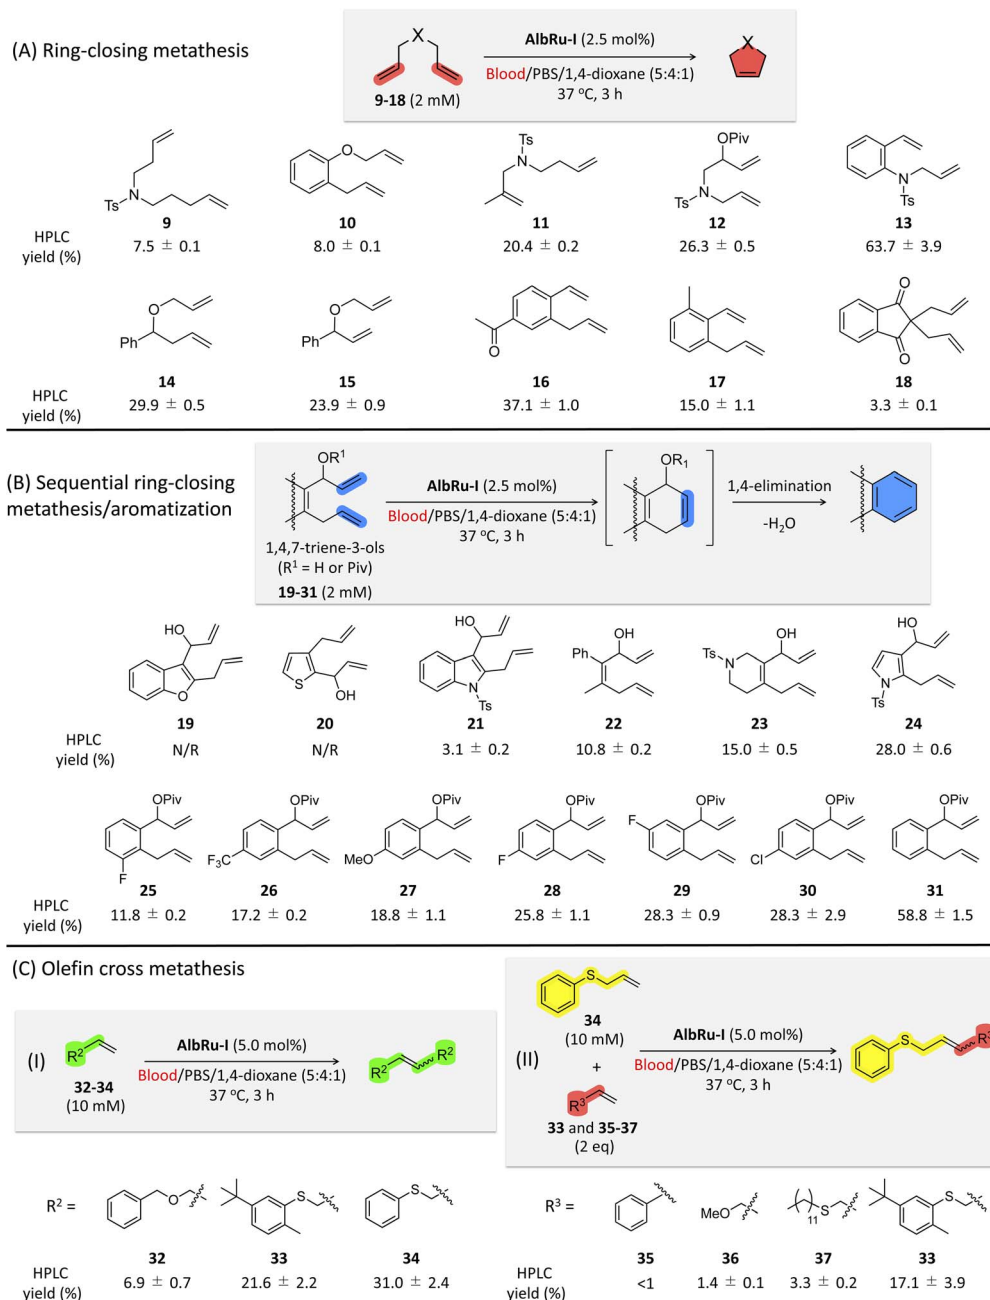 (A) Ring-closing metathesis
X
AlbRu-I (2.5 mol%)
Blood/PBS/1,4-dioxane (5:4:1)
37 °C, 3 h
9-18 (2 mM)
X
Ts N
O
Ts N
OPiv Ts N
N Ts
9 10 11 12 13
HPLC yield (%) 7.5 ± 0.1 8.0 ± 0.1 20.4 ± 0.2 26.3 ± 0.5 63.7 ± 3.9
O Ph
O Ph
O
O O
14 15 16 17 18
HPLC yield (%) 29.9 ± 0.5 23.9 ± 0.9 37.1 ± 1.0 15.0 ± 1.1 3.3 ± 0.1
(B) Sequential ring-closing
metathesis/aromatization
OR¹
AlbRu-I (2.5 mol%)
Blood/PBS/1,4-dioxane (5:4:1)
37 °C, 3 h
OR₁
1,4-elimination
-H₂O
1,4,7-triene-3-ols
(R¹ = H or Piv)
19-31 (2 mM)
HO O
S OH
HO N Ts
OH Ph
OH Ts N
HO N Ts
19 20 21 22 23 24
HPLC yield (%) N/R N/R 3.1 ± 0.2 10.8 ± 0.2 15.0 ± 0.5 28.0 ± 0.6
OPiv F
OPiv F₃C
OPiv MeO
OPiv F
OPiv F
OPiv Cl
OPiv
25 26 27 28 29 30 31
HPLC yield (%) 11.8 ± 0.2 17.2 ± 0.2 18.8 ± 1.1 25.8 ± 1.1 28.3 ± 0.9 28.3 ± 2.9 58.8 ± 1.5
(C) Olefin cross metathesis
(I)
R²
32-34
(10 mM)
AlbRu-I (5.0 mol%)
Blood/PBS/1,4-dioxane (5:4:1)
37 °C, 3 h
R² R²
(II)
S
34
(10 mM)
+
R³
33 and 35-37
(2 eq)
AlbRu-I (5.0 mol%)
Blood/PBS/1,4-dioxane (5:4:1)
37 °C, 3 h
S R³
R² = O S S
32 33 34
HPLC yield (%) 6.9 ± 0.7 21.6 ± 2.2 31.0 ± 2.4
R³ = MeO 11 S S
35 36 37 33
HPLC yield (%) <1 1.4 ± 0.1 3.3 ± 0.2 17.1 ± 3.9